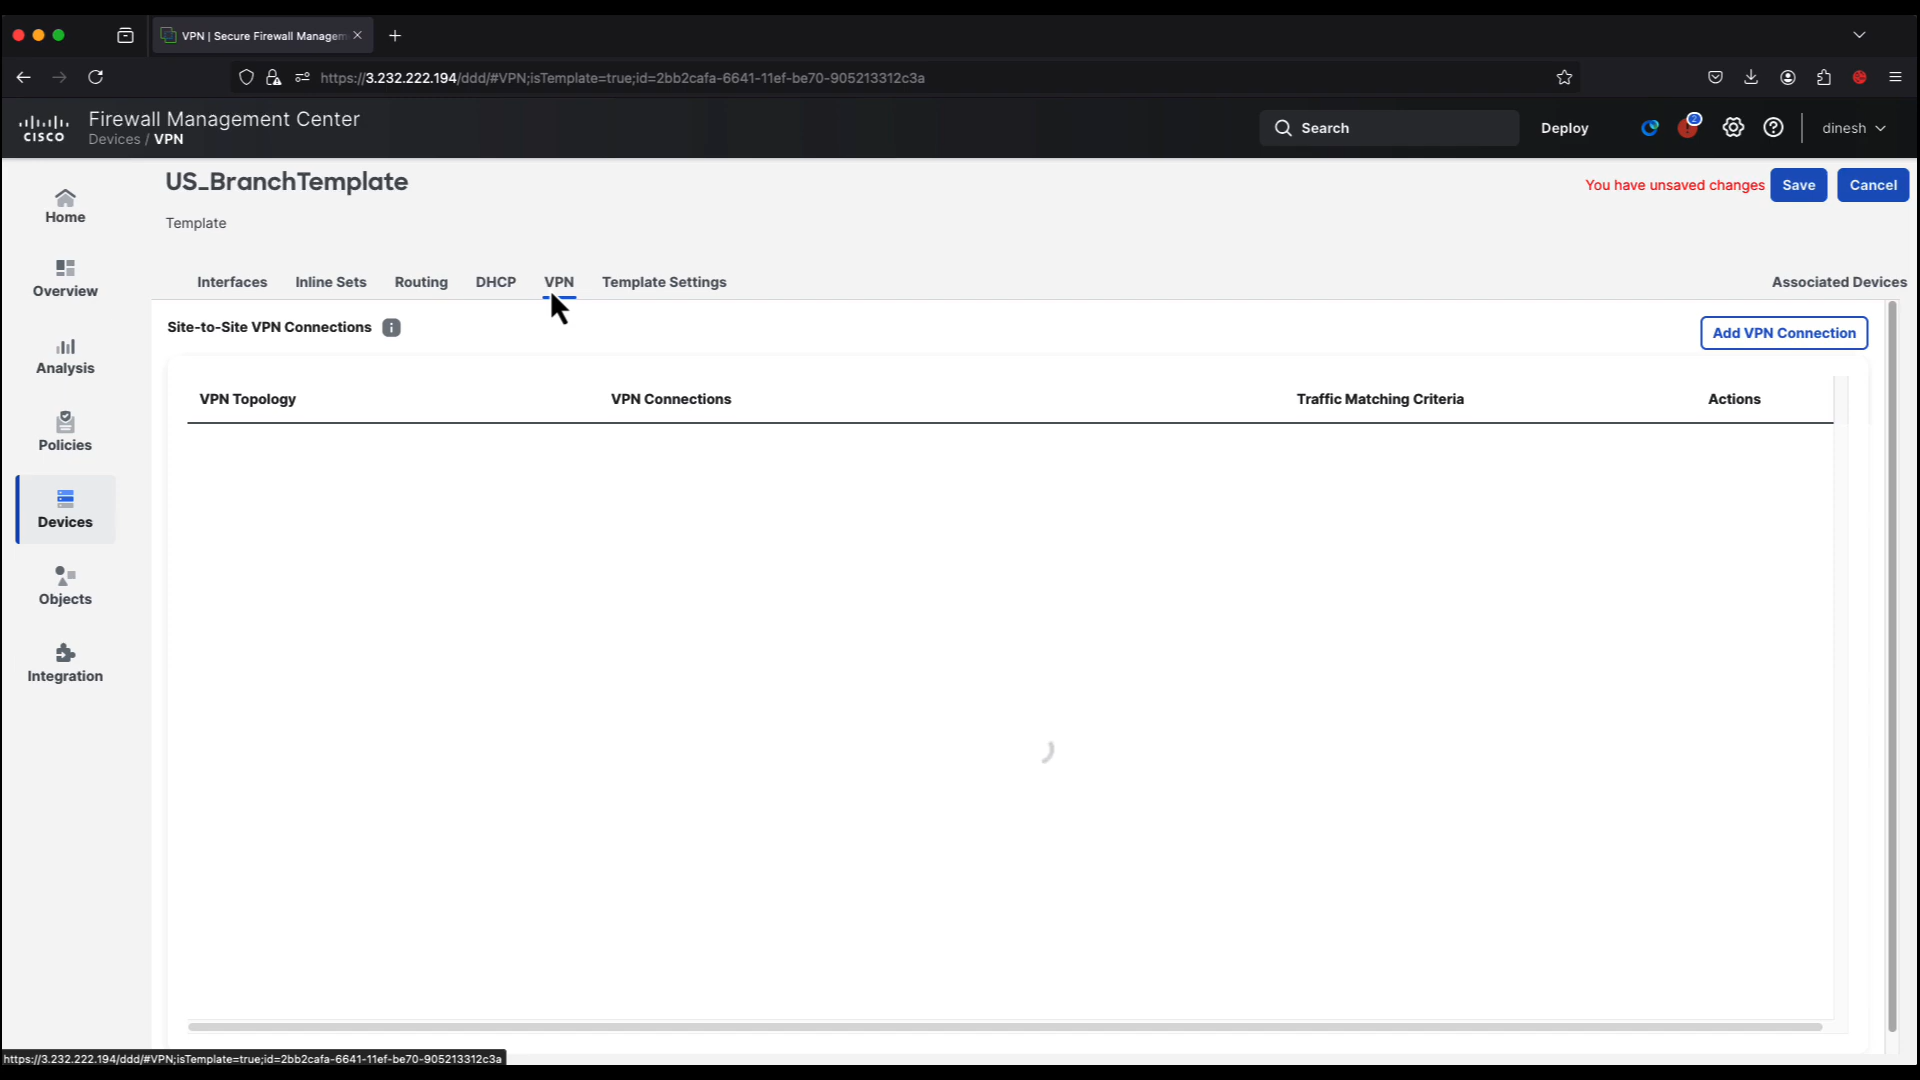 VPN | Secure Firewall Managem
https://3.232.222.194/ddd/#VPN;isTemplate=true;id=2bb2cafa-6641-11ef-be70-905213312c3a
CISCO
Firewall Management Center
Devices / VPN
Search
Deploy
2
dinesh
Home
Overview
Analysis
Policies
Devices
Objects
Integration
US_BranchTemplate
You have unsaved changes
Save
Cancel
Template
Interfaces
Inline Sets
Routing
DHCP
VPN
Template Settings
Associated Devices
Site-to-Site VPN Connections
Add VPN Connection
VPN Topology
VPN Connections
Traffic Matching Criteria
Actions
https://3.232.222.194/ddd/#VPN;isTemplate=true;id=2bb2cafa-6641-11ef-be70-905213312c3a